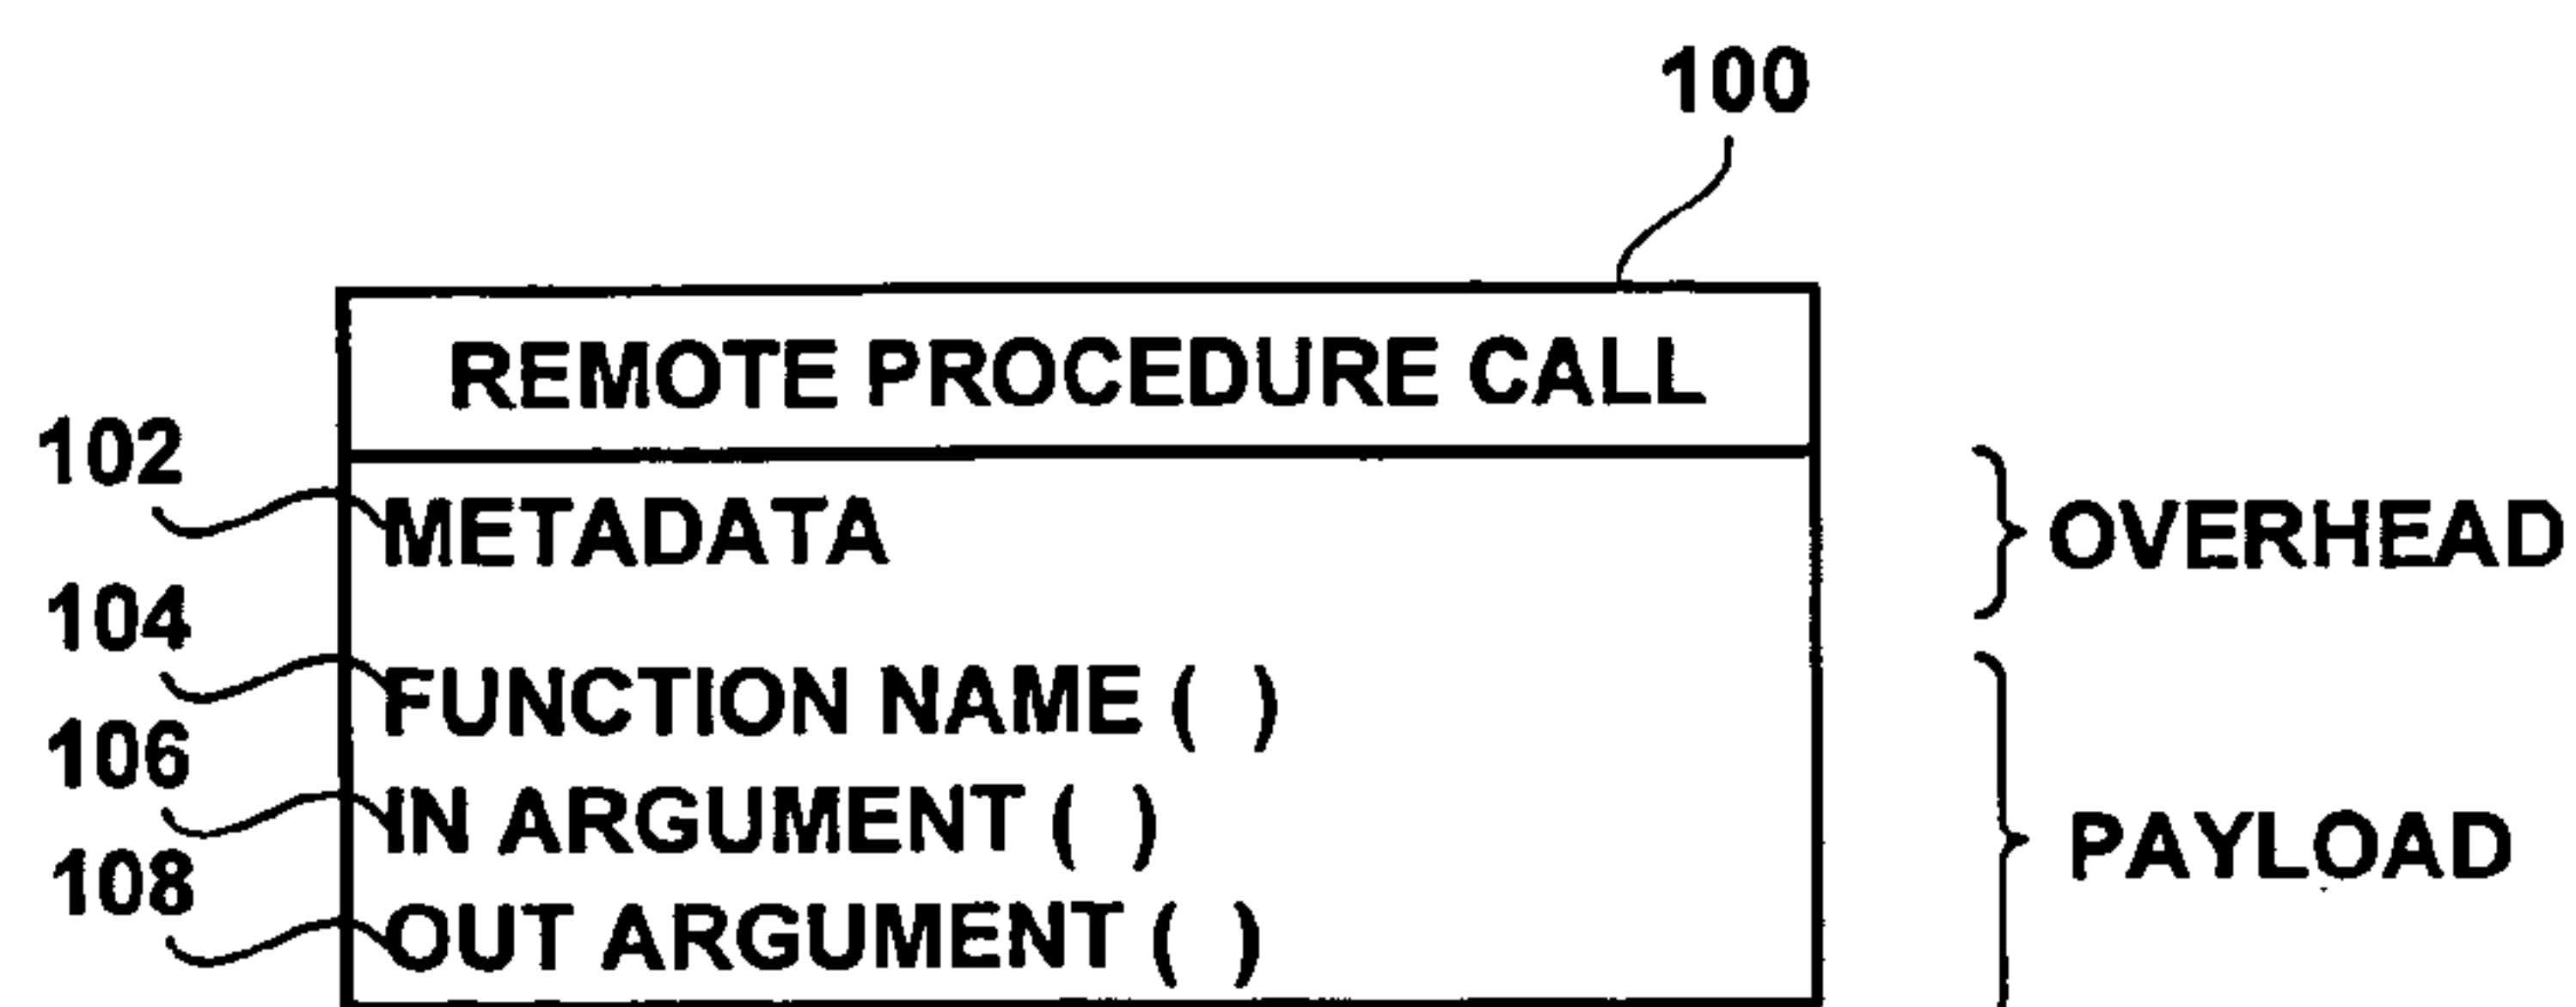 100
REMOTE PROCEDURE CALL
102
METADATA
OVERHEAD
104
FUNCTION NAME ( )
106
IN ARGUMENT ( )
PAYLOAD
108
OUT ARGUMENT ( )